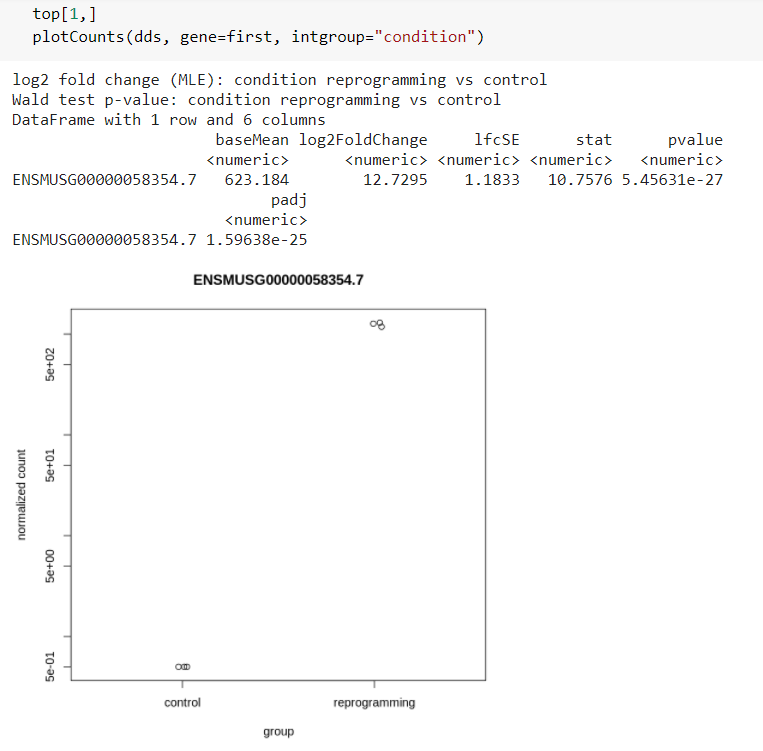 top[1,]
plotCounts(dds, gene=first, intgroup="condition")
log2 fold change (MLE): condition reprogramming vs control
Wald test p-value: condition reprogramming vs control
DataFrame with 1 row and 6 columns
baseMean log2FoldChange lfcSE stat pvalue
<numeric> <numeric> <numeric> <numeric> <numeric>
ENSMUSG00000058354.7 623.184 12.7295 1.1833 10.7576 5.45631e-27
padj
<numeric>
ENSMUSG00000058354.7 1.59638e-25
ENSMUSG00000058354.7
normalized count
5e+02
5e+01
5e+00
5e-01
control reprogramming
group